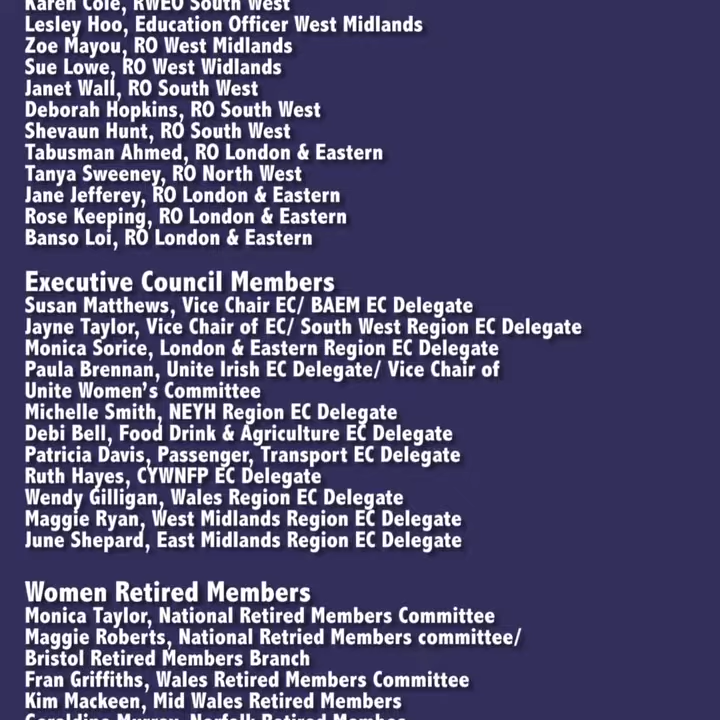 Karen Cole, RWEO South West
Lesley Hoo, Education Officer West Midlands
Zoe Mayou, RO West Midlands
Sue Lowe, RO West Widlands
Janet Wall, RO South West
Deborah Hopkins, RO South West
Shevaun Hunt, RO South West
Tabusman Ahmed, RO London & Eastern
Tanya Sweeney, RO North West
Jane Jefferey, RO London & Eastern
Rose Keeping, RO London & Eastern
Banso Loi, RO London & Eastern
Executive Council Members
Susan Matthews, Vice Chair EC/ BAEM EC Delegate
Jayne Taylor, Vice Chair of EC/ South West Region EC Delegate
Monica Sorice, London & Eastern Region EC Delegate
Paula Brennan, Unite Irish EC Delegate/ Vice Chair of
Unite Women's Committee
Michelle Smith, NEYH Region EC Delegate
Debi Bell, Food Drink & Agriculture EC Delegate
Patricia Davis, Passenger, Transport EC Delegate
Ruth Hayes, CYWNFP EC Delegate
Wendy Gilligan, Wales Region EC Delegate
Maggie Ryan, West Midlands Region EC Delegate
June Shepard, East Midlands Region EC Delegate
Women Retired Members
Monica Taylor, National Retired Members Committee
Maggie Roberts, National Retried Members committee/
Bristol Retired Members Branch
Fran Griffiths, Wales Retired Members Committee
Kim Mackeen, Mid Wales Retired Members
Geraldine Murray, Norfolk Retired